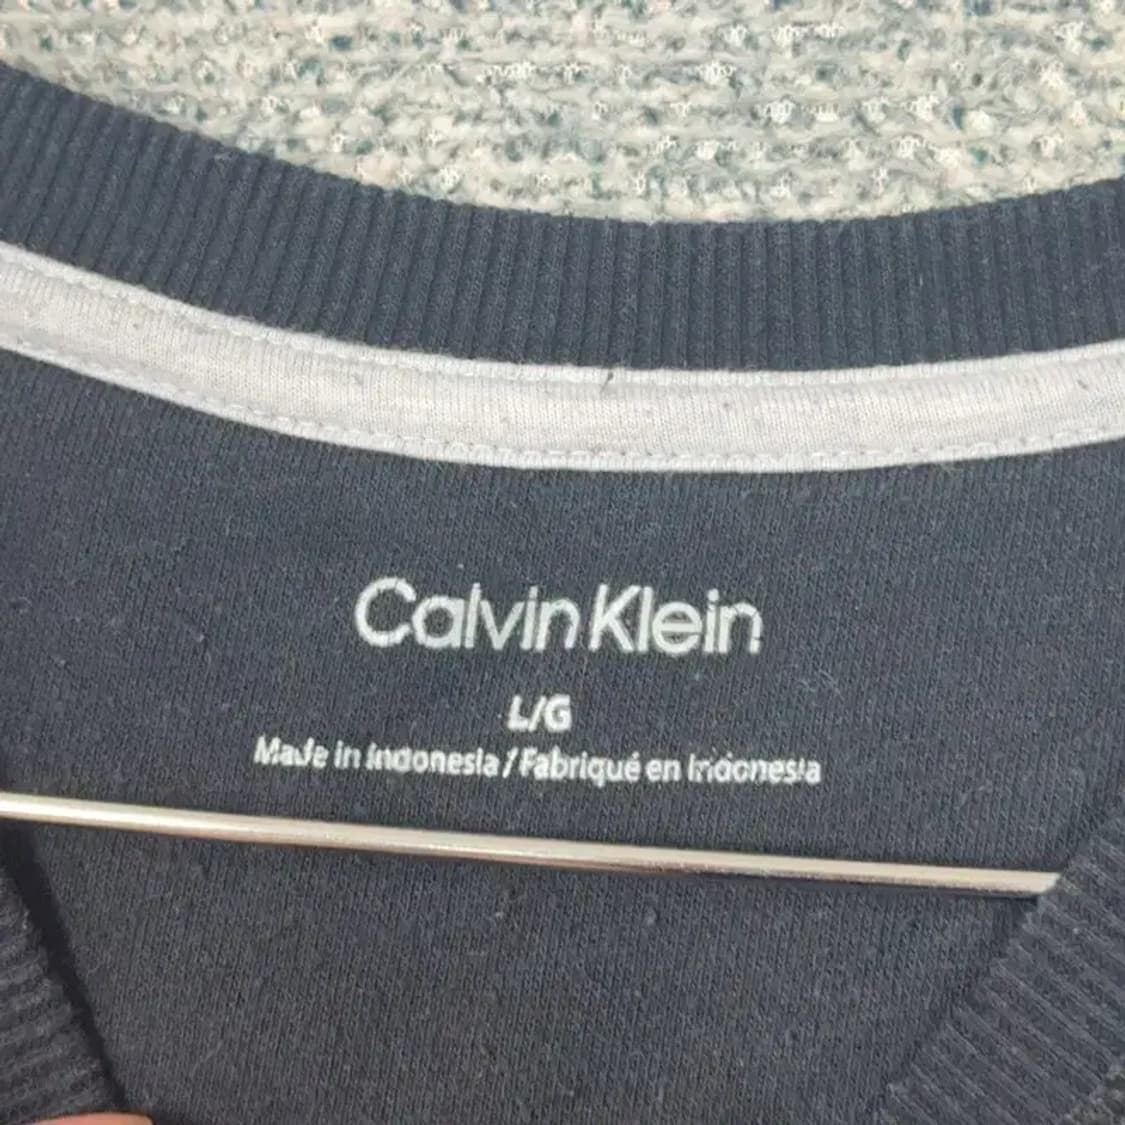 Calvin Klein
L/G
Made in Indonesia / Fabriqué en Indonesia